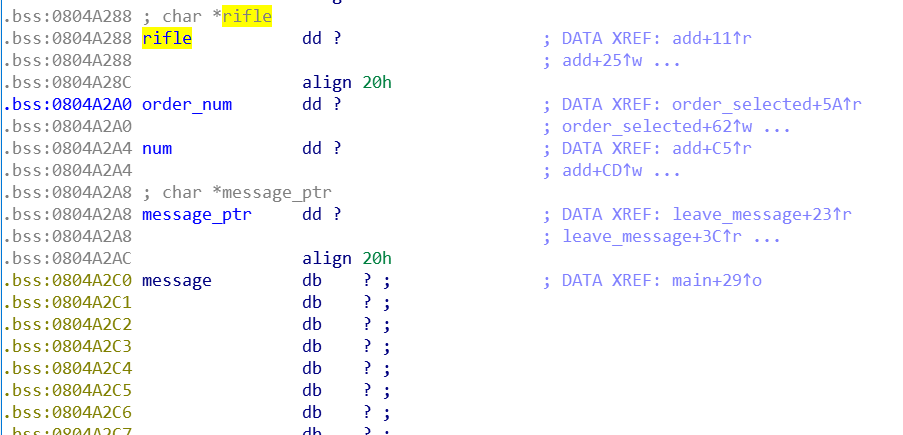 .bss:0804A288 ; char *rifle
.bss:0804A288 rifle dd ? ; DATA XREF: add+11↑r
.bss:0804A288 ; add+25↑w ...
.bss:0804A28C align 20h
.bss:0804A2A0 order_num dd ? ; DATA XREF: order_selected+5A↑r
.bss:0804A2A0 ; order_selected+62↑w ...
.bss:0804A2A4 num dd ? ; DATA XREF: add+C5↑r
.bss:0804A2A4 ; add+CD↑w ...
.bss:0804A2A8 ; char *message_ptr
.bss:0804A2A8 message_ptr dd ? ; DATA XREF: leave_message+23↑r
.bss:0804A2A8 ; leave_message+3C↑r ...
.bss:0804A2AC align 20h
.bss:0804A2C0 message db ? ; ; DATA XREF: main+29↑o
.bss:0804A2C1 db ? ;
.bss:0804A2C2 db ? ;
.bss:0804A2C3 db ? ;
.bss:0804A2C4 db ? ;
.bss:0804A2C5 db ? ;
.bss:0804A2C6 db ? ;
.bss:0804A2C7 db ? ;